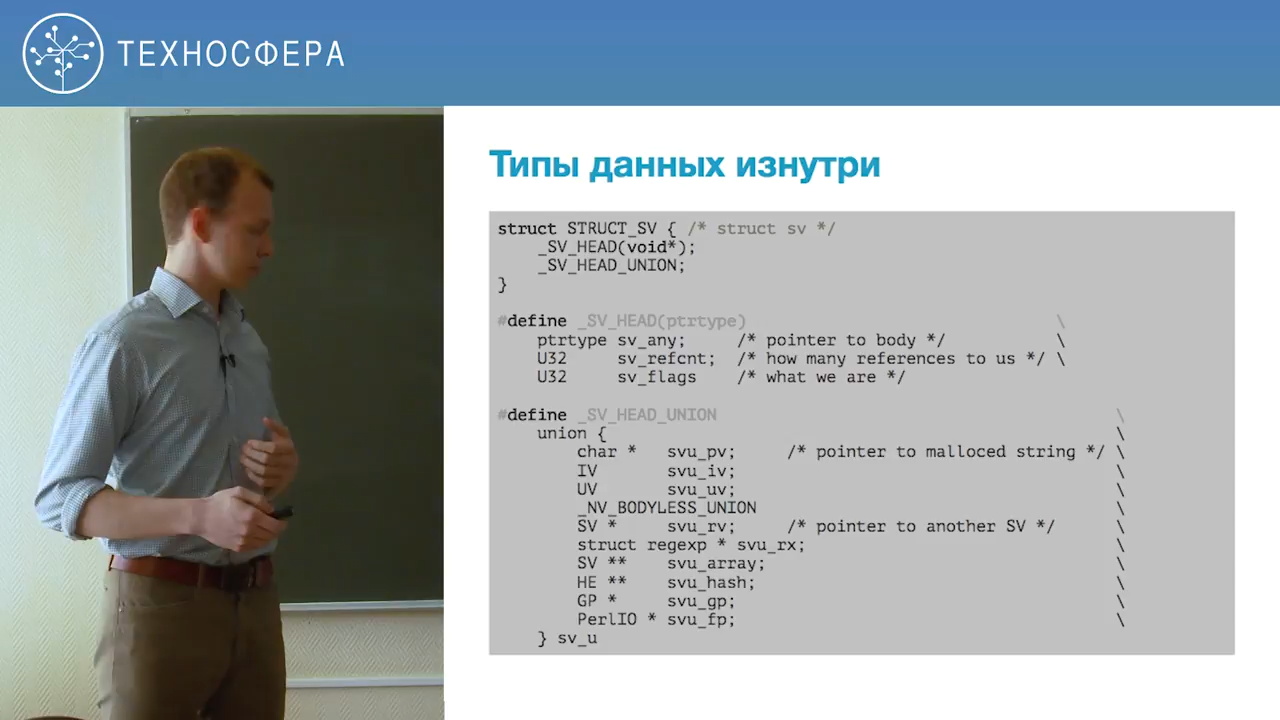 ТЕХНОСФЕРА
Типы данных изнутри
struct STRUCT_SV { /* struct sv */
    _SV_HEAD(void*);
    _SV_HEAD_UNION;
}
#define _SV_HEAD(ptrtype) \
    ptrtype sv_any; /* pointer to body */ \
    U32 sv_refcnt; /* how many references to us */ \
    U32 sv_flags /* what we are */
#define _SV_HEAD_UNION \
    union { \
        char * svu_pv; /* pointer to malloced string */ \
        IV svu_iv; \
        UV svu_uv; \
        _NV_BODYLESS_UNION \
        SV * svu_rv; /* pointer to another SV */ \
        struct regexp * svu_rx; \
        SV ** svu_array; \
        HE ** svu_hash; \
        GP * svu_gp; \
        PerlIO * svu_fp; \
    } sv_u